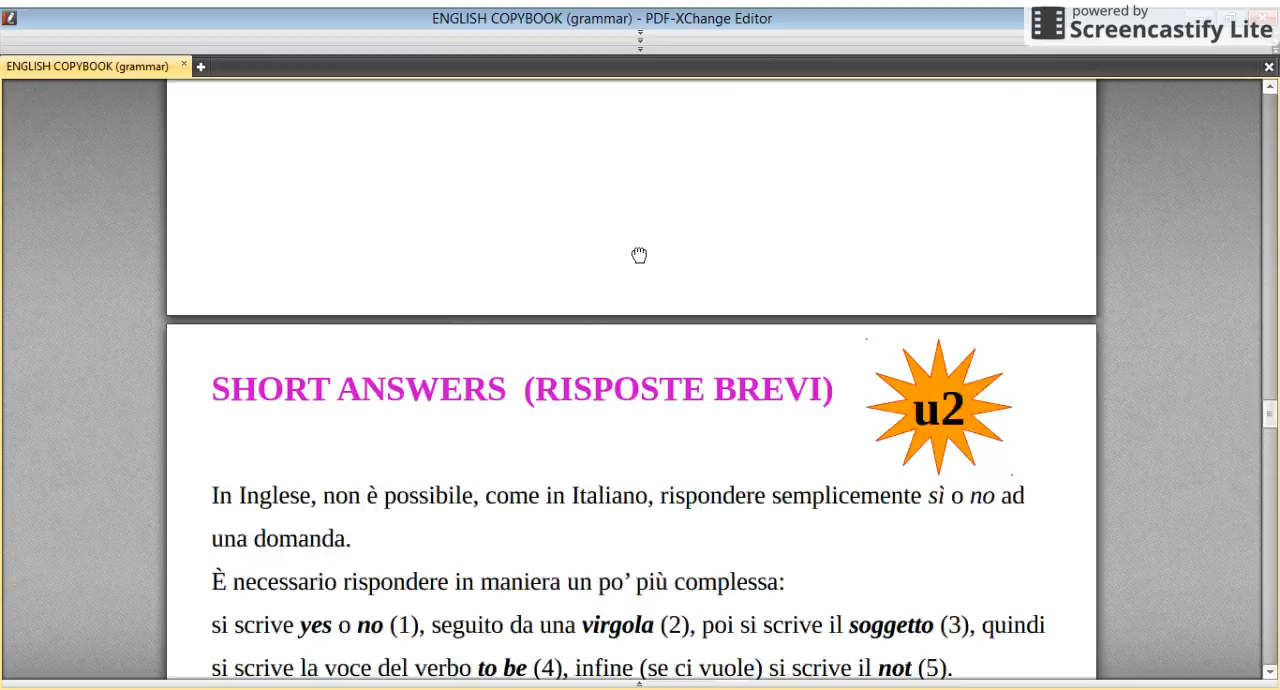 ENGLISH COPYBOOK (grammar) - PDF-XChange Editor
powered by
Screencastify Lite
ENGLISH COPYBOOK (grammar)
SHORT ANSWERS (RISPOSTE BREVI)
u2
In Inglese, non è possibile, come in Italiano, rispondere semplicemente sì o no ad
una domanda.
È necessario rispondere in maniera un po’ più complessa:
si scrive yes o no (1), seguito da una virgola (2), poi si scrive il soggetto (3), quindi
si scrive la voce del verbo to be (4), infine (se ci vuole) si scrive il not (5).